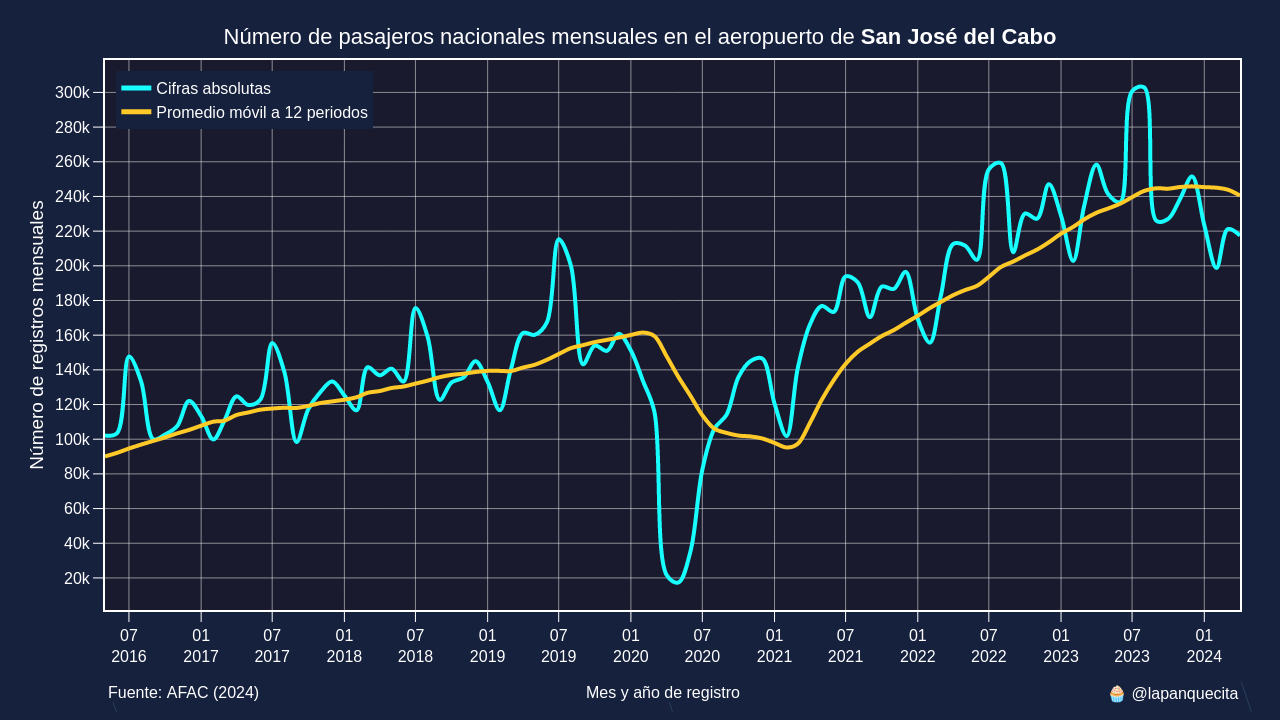 Número de pasajeros nacionales mensuales en el aeropuerto de San José del Cabo
Cifras absolutas
Promedio móvil a 12 periodos
Número de registros mensuales
300k
280k
260k
240k
220k
200k
180k
160k
140k
120k
100k
80k
60k
40k
20k
07 01 07 01 07 01 07 01 07 01 07 01 07 01 07 01
2016 2017 2017 2018 2018 2019 2019 2020 2020 2021 2021 2022 2022 2023 2023 2024
Fuente: AFAC (2024)
Mes y año de registro
🧁 @lapanquecita